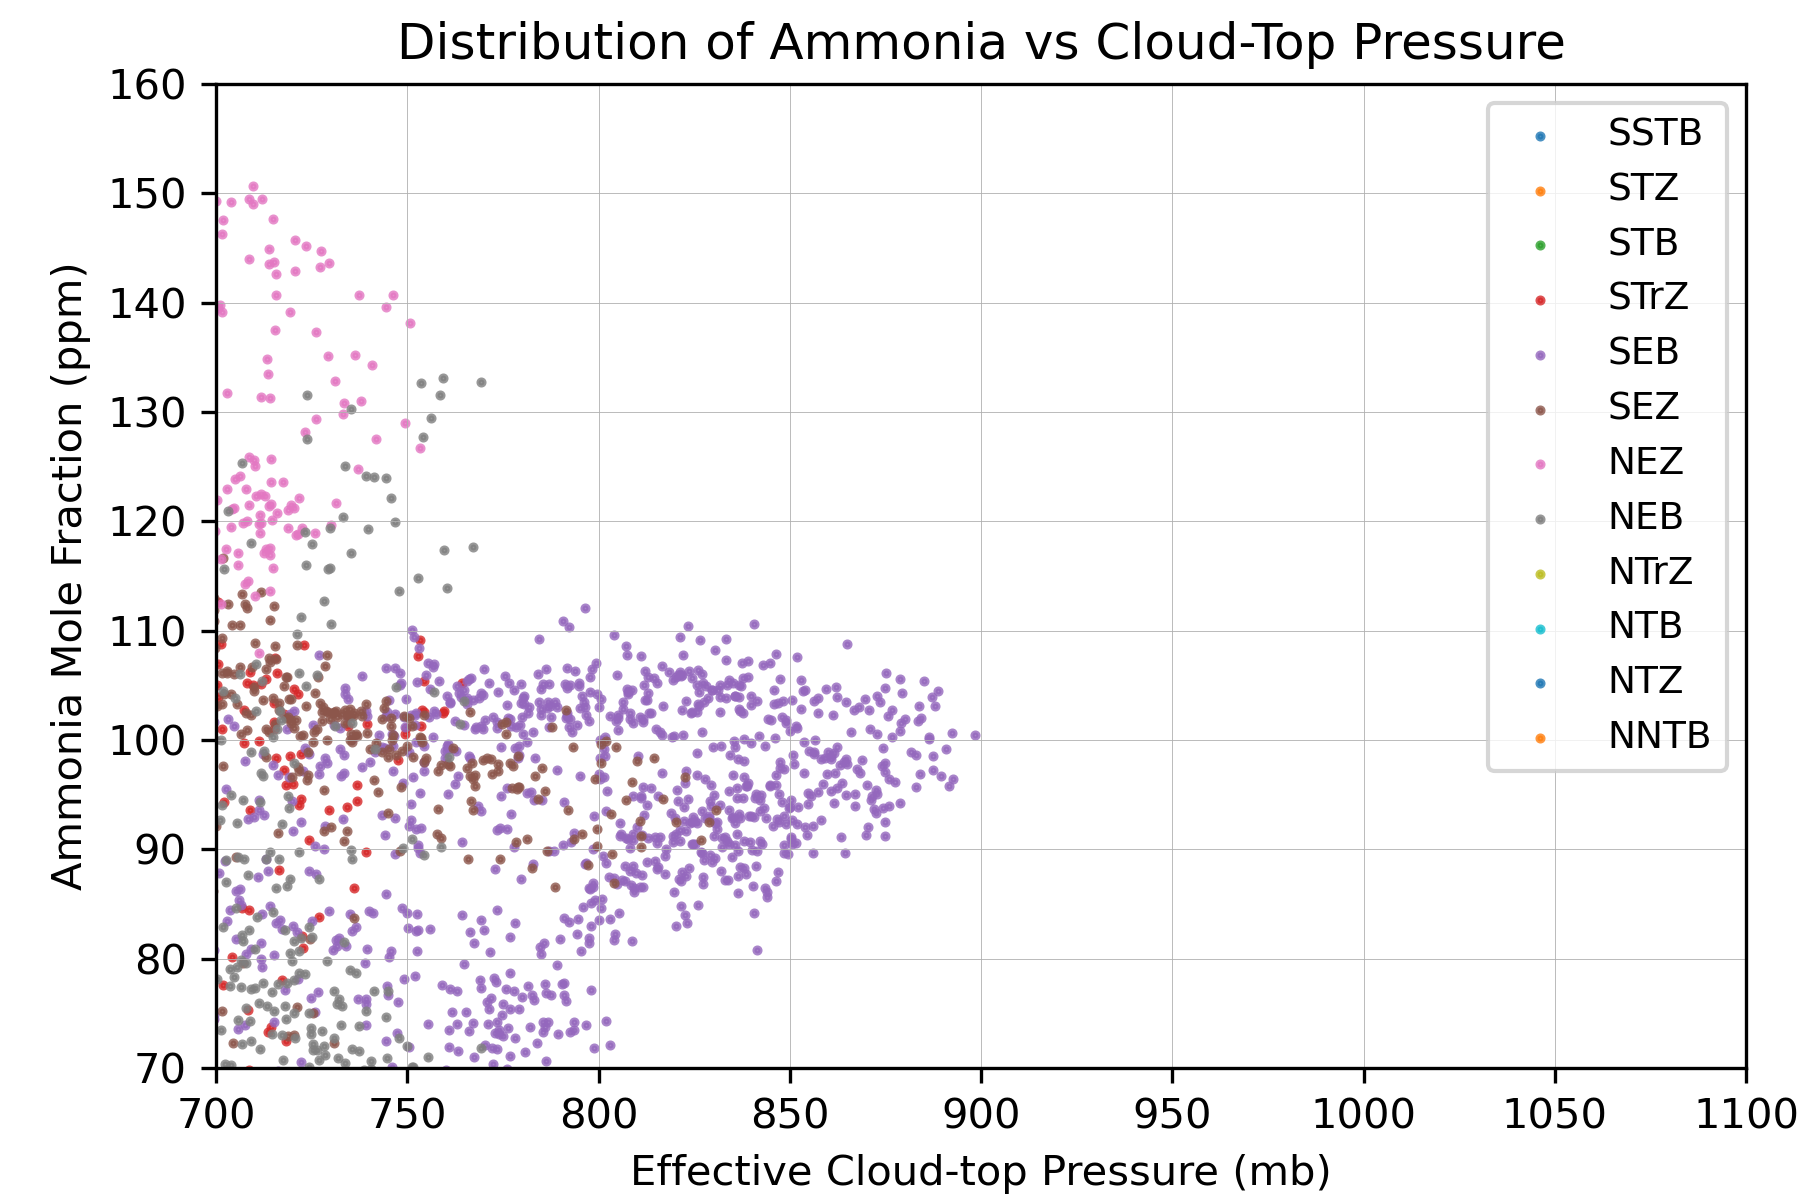 Distribution of Ammonia vs Cloud-Top Pressure
Ammonia Mole Fraction (ppm)
160
150
140
130
120
110
100
90
80
70
700 750 800 850 900 950 1000 1050 1100
Effective Cloud-top Pressure (mb)
SSTB
STZ
STB
STrZ
SEB
SEZ
NEZ
NEB
NTrZ
NTB
NTZ
NNTB